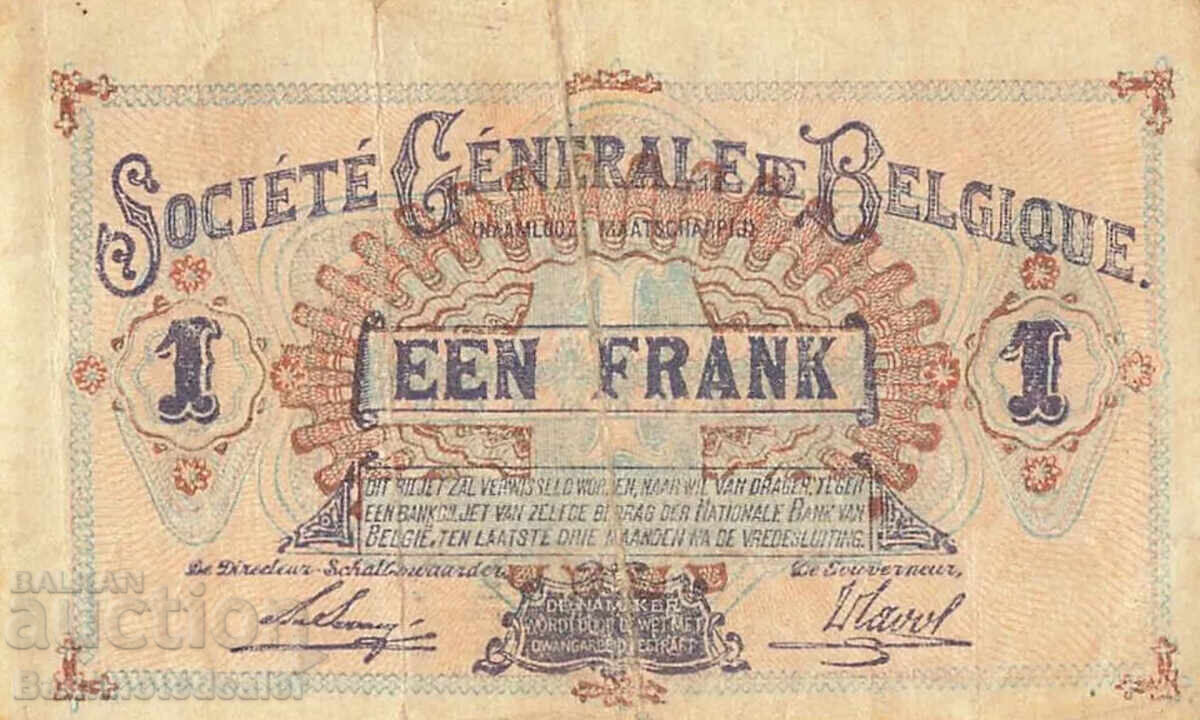 SOCIÉTÉ GÉNÉRALE DE BELGIQUE.
(NAAMLOOZE MAATSCHAPPIJ)
1 EEN FRANK 1
DIT BILJET ZAL VERWISSELD WORDEN, NAAR WIL VAN DRAGER, TEGEN
EEN BANKBILJET VAN ZELFDE BEDRAG DER NATIONALE BANK VAN
BELGIË, TEN LAATSTE DRIE MAANDEN NA DE VREDESLUITING.
De Directeur-Schatbewaarder, De Gouverneur,
DE NAMAKER
WORDT DOOR DE WET MET
DWANGARBEID GESTRAFT
BALKAN
auction
Banknotedealer